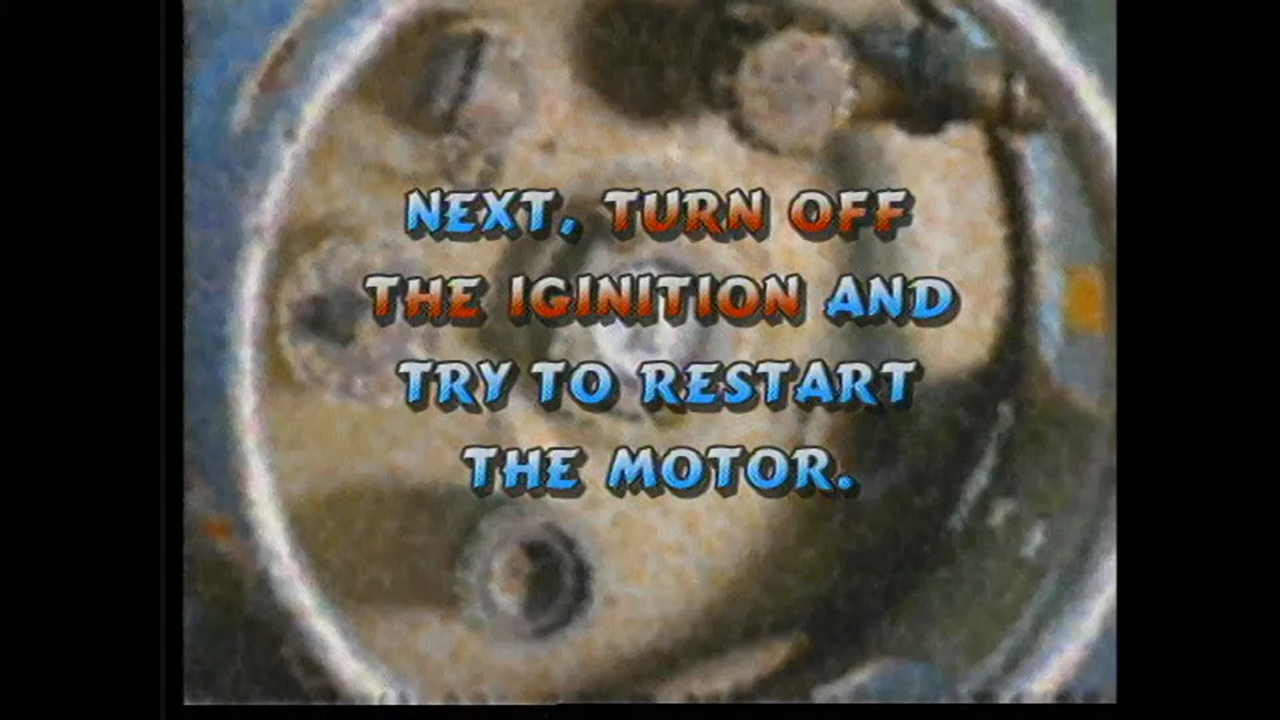 NEXT, TURN OFF
THE IGINITION AND
TRY TO RESTART
THE MOTOR.